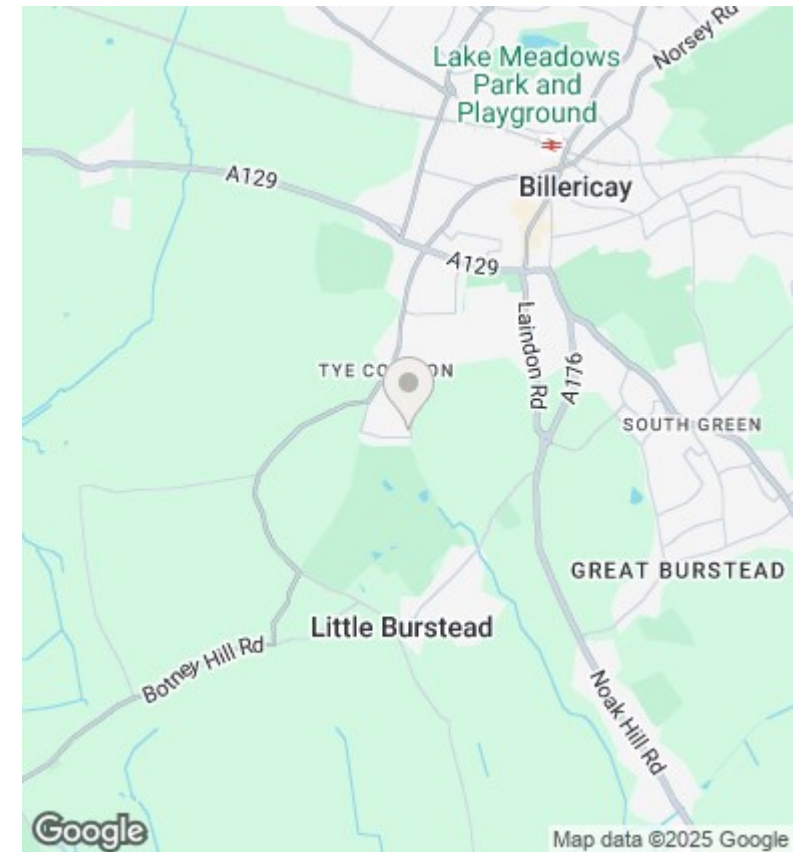 Norsey Rd
Lake Meadows
Park and
Playground
Billericay
A129
A129
Laindon Rd
A176
SOUTH GREEN
GREAT BURSTEAD
Little Burstead
Botney Hill Rd
Noak Hill Rd
Google
Map data ©2025 Google